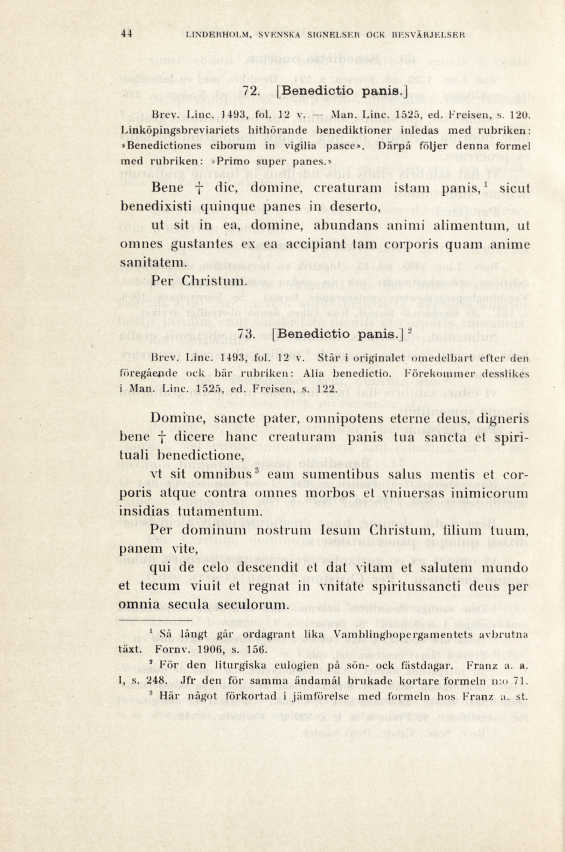 44 LINDERHOLM, SVENSKA SIGNELSER OCK BESVÄRJELSER
72. [Benedictio panis.]
Brev. Linc. 1493, fol. 12 v. — Man. Linc. 1525, ed. Freisen, s. 120.
Linköpingsbreviariets hithörande benediktioner inledas med rubriken:
»Benedictiones ciborum in vigilia pasce». Därpå följer denna formel
med rubriken: »Primo super panes.»
Bene † dic, domine, creaturam istam panis,¹ sicut
benedixisti quinque panes in deserto,
ut sit in ea, domine, abundans animi alimentum, ut
omnes gustantes ex ea accipiant tam corporis quam anime
sanitatem.
Per Christum.
73. [Benedictio panis.]²
Brev. Linc. 1493, fol. 12 v. Står i originalet omedelbart efter den
föregående ock bär rubriken: Alia benedictio. Förekommer desslikes
i Man. Linc. 1525, ed. Freisen, s. 122.
Domine, sancte pater, omnipotens eterne deus, digneris
bene † dicere hanc creaturam panis tua sancta et spiri-
tuali benedictione,
vt sit omnibus³ eam sumentibus salus mentis et cor-
poris atque contra omnes morbos et vniuersas inimicorum
insidias tutamentum.
Per dominum nostrum Iesum Christum, filium tuum,
panem vite,
qui de celo descendit et dat vitam et salutem mundo
et tecum viuit et regnat in vnitate spiritussancti deus per
omnia secula seculorum.
¹ Så långt går ordagrant lika Vamblingbopergamentets avbrutna
täxt. Fornv. 1906, s. 156.
² För den liturgiska eulogien på sön- ock fästdagar. Franz a. a.
I, s. 248. Jfr den för samma ändamål brukade kortare formeln n:o 71.
³ Här något förkortad i jämförelse med formeln hos Franz a. st.